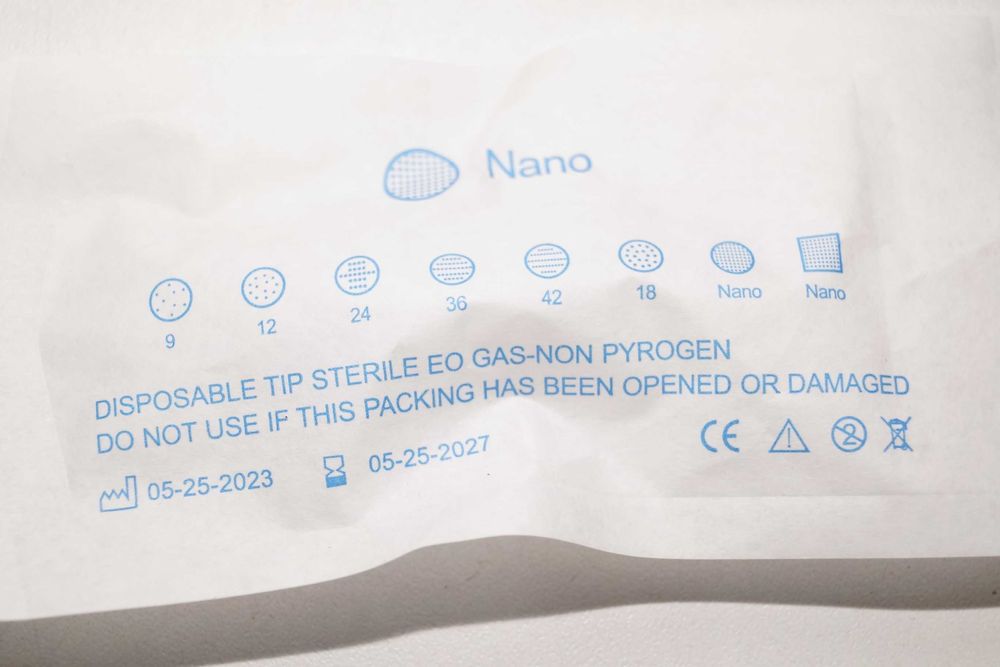 Nano
9 12 24 36 42 18 Nano Nano
DISPOSABLE TIP STERILE EO GAS-NON PYROGEN
DO NOT USE IF THIS PACKING HAS BEEN OPENED OR DAMAGED
05-25-2023 05-25-2027 CE